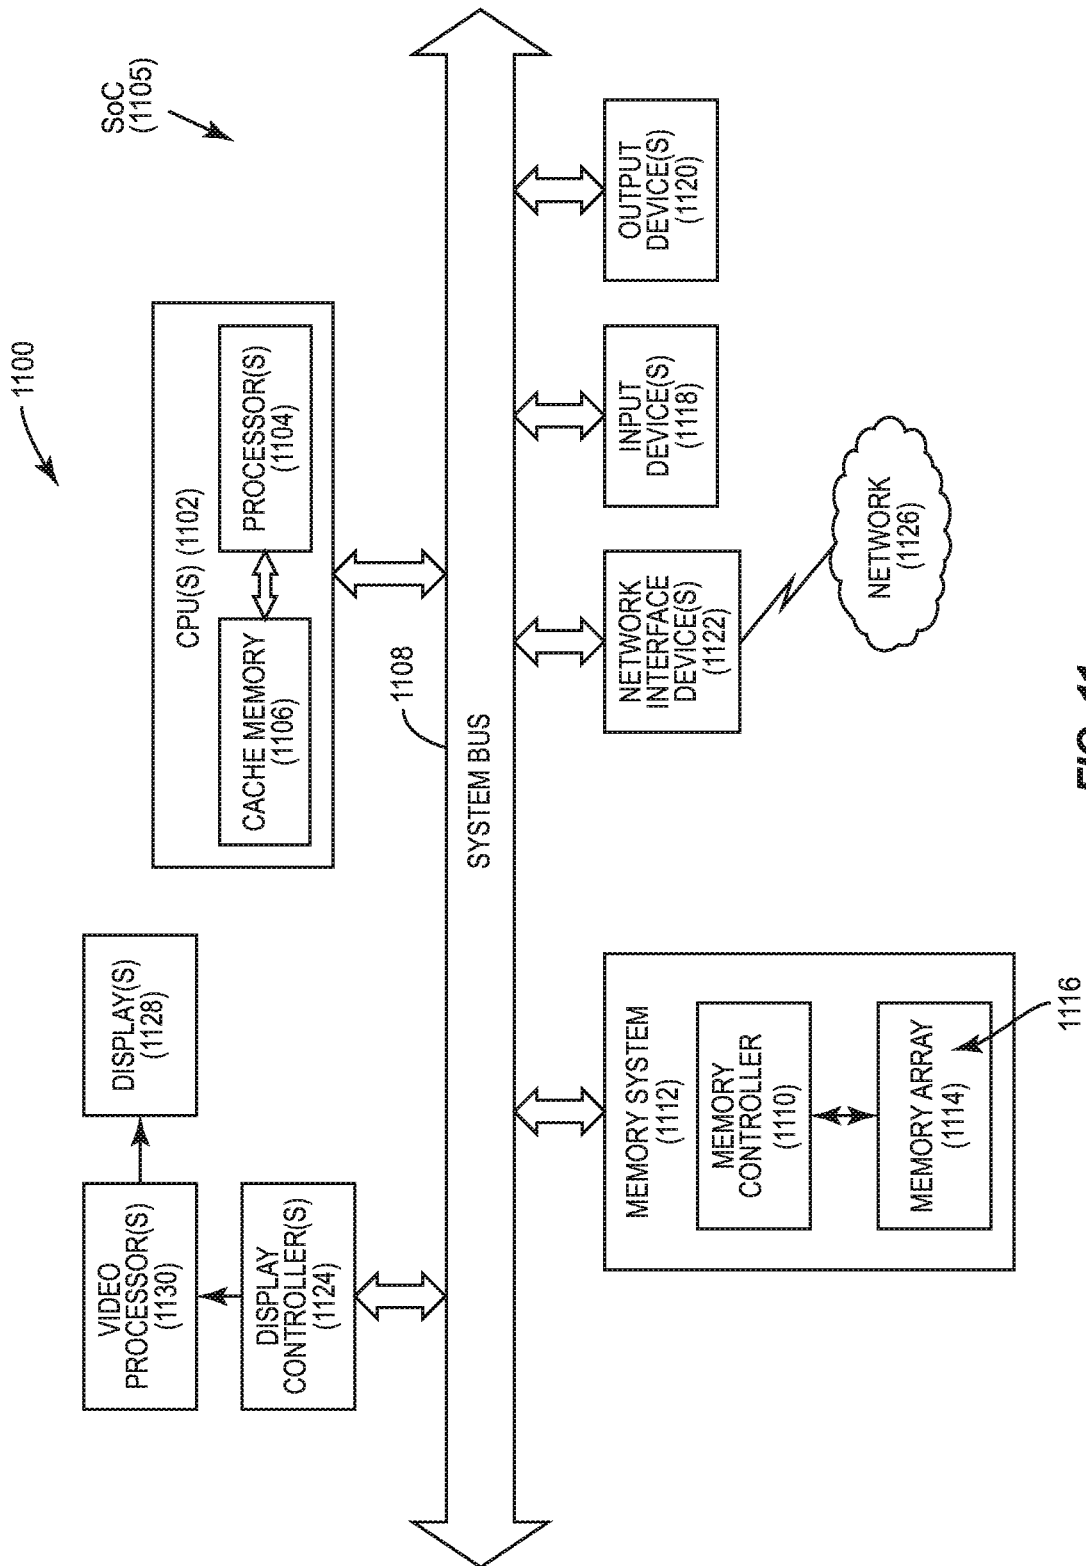 1100
SoC
(1105)
VIDEO
PROCESSOR(S)
(1130)
DISPLAY(S)
(1128)
DISPLAY
CONTROLLER(S)
(1124)
CPU(S) (1102)
CACHE MEMORY
(1106)
PROCESSOR(S)
(1104)
1108
SYSTEM BUS
MEMORY SYSTEM
(1112)
MEMORY
CONTROLLER
(1110)
MEMORY ARRAY
(1114)
1116
NETWORK
INTERFACE
DEVICE(S)
(1122)
INPUT
DEVICE(S)
(1118)
OUTPUT
DEVICE(S)
(1120)
NETWORK
(1126)
FIG. 11